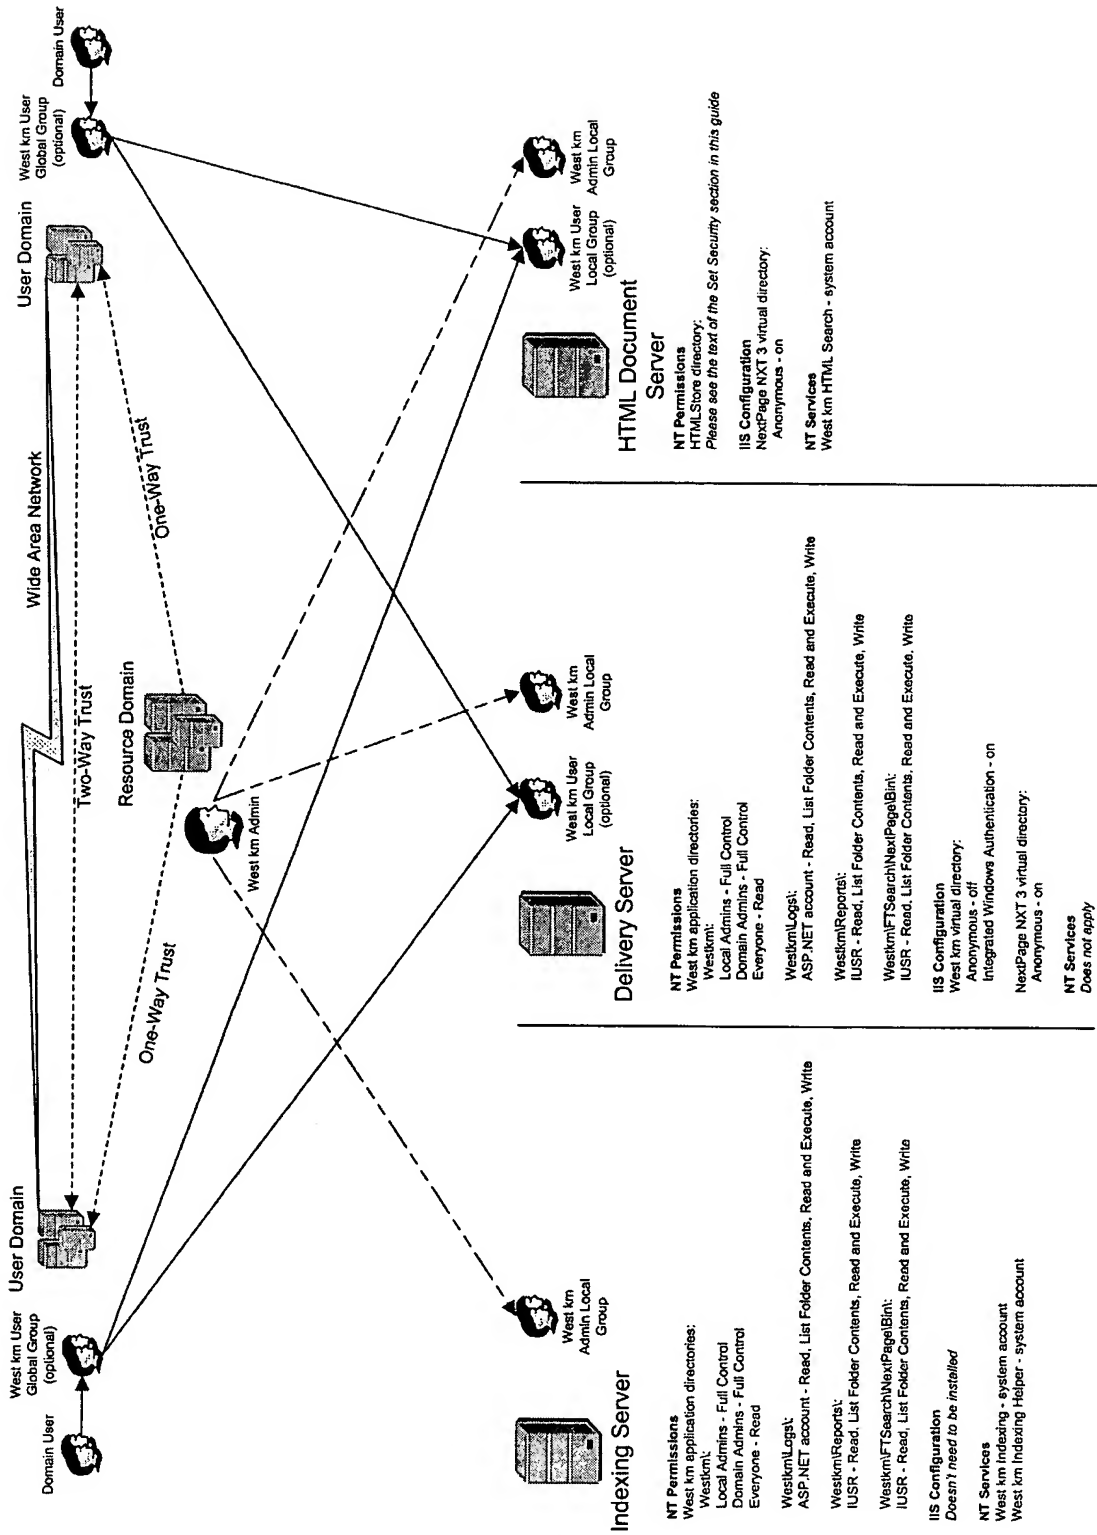 Domain User
West km User
Global Group
(optional)
User Domain
Wide Area Network
Two-Way Trust
One-Way Trust
Resource Domain
West km Admin
One-Way Trust
User Domain
West km User
Global Group
(optional)
Domain User
Indexing Server
West km
Admin Local
Group
NT Permissions
West km application directories:
Westkm\:
Local Admins - Full Control
Domain Admins - Full Control
Everyone - Read
Westkm\Logs\:
ASP.NET account - Read, List Folder Contents, Read and Execute, Write
Westkm\Reports\:
IUSR - Read, List Folder Contents, Read and Execute, Write
Westkm\FTSearch\NextPage\Bin\:
IUSR - Read, List Folder Contents, Read and Execute, Write
IIS Configuration
Doesn't need to be installed
NT Services
West km Indexing - system account
West km Indexing Helper - system account
Delivery Server
West km User
Local Group
(optional)
West km
Admin Local
Group
NT Permissions
West km application directories:
Westkm\:
Local Admins - Full Control
Domain Admins - Full Control
Everyone - Read
Westkm\Logs\:
ASP.NET account - Read, List Folder Contents, Read and Execute, Write
Westkm\Reports\:
IUSR - Read, List Folder Contents, Read and Execute, Write
Westkm\FTSearch\NextPage\Bin\:
IUSR - Read, List Folder Contents, Read and Execute, Write
IIS Configuration
West km virtual directory:
Anonymous - off
Integrated Windows Authentication - on
NextPage NXT 3 virtual directory:
Anonymous - on
NT Services
Does not apply
HTML Document
Server
West km User
Local Group
(optional)
West km
Admin Local
Group
NT Permissions
HTMLStore directory:
Please see the text of the Set Security section in this guide
IIS Configuration
NextPage NXT 3 virtual directory:
Anonymous - on
NT Services
West km HTML Search - system account